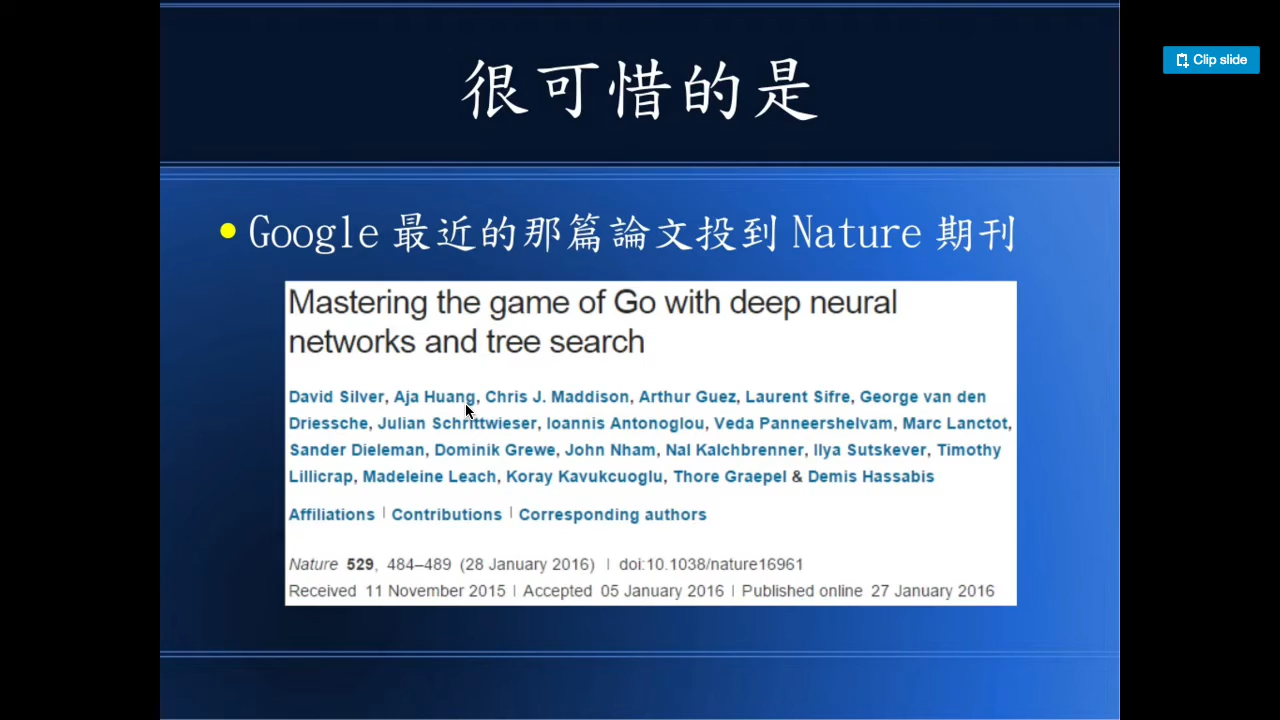 Clip slide
很可惜的是
Google 最近的那篇論文投到 Nature 期刊
Mastering the game of Go with deep neural
networks and tree search
David Silver, Aja Huang, Chris J. Maddison, Arthur Guez, Laurent Sifre, George van den
Driessche, Julian Schrittwieser, Ioannis Antonoglou, Veda Panneershelvam, Marc Lanctot,
Sander Dieleman, Dominik Grewe, John Nham, Nal Kalchbrenner, Ilya Sutskever, Timothy
Lillicrap, Madeleine Leach, Koray Kavukcuoglu, Thore Graepel & Demis Hassabis
Affiliations | Contributions | Corresponding authors
Nature 529, 484–489 (28 January 2016) | doi:10.1038/nature16961
Received 11 November 2015 | Accepted 05 January 2016 | Published online 27 January 2016